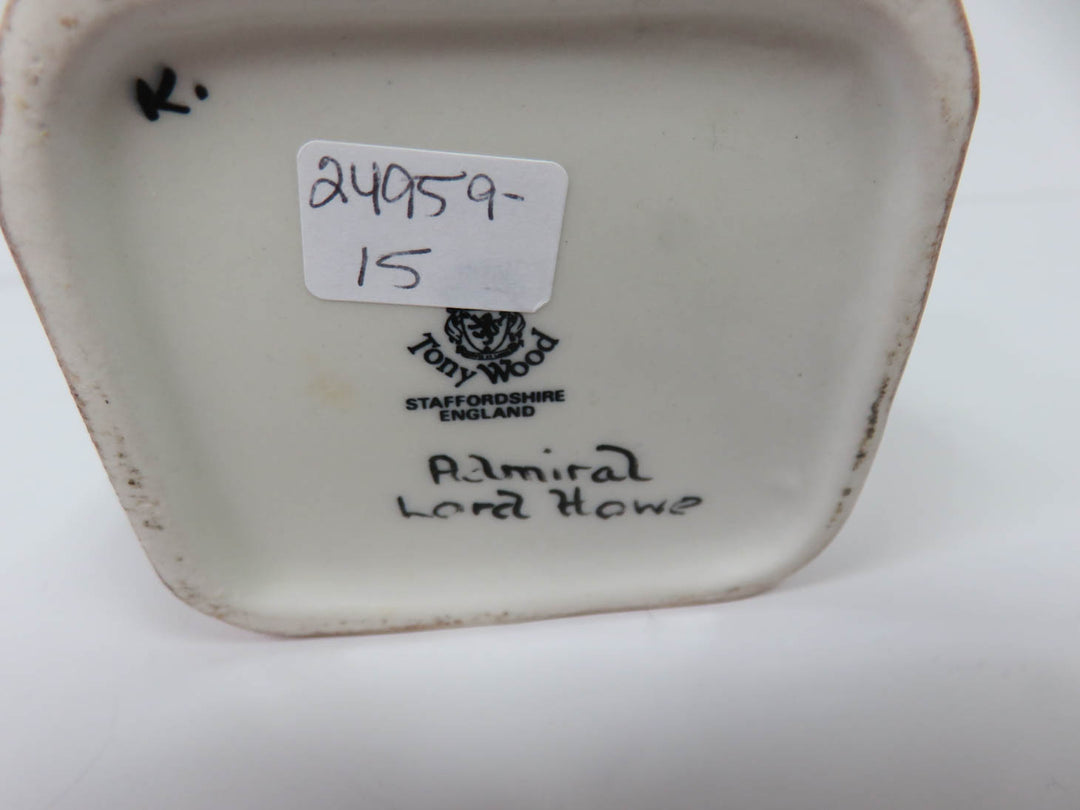 K.
24959-
15
Tony Wood
STAFFORDSHIRE
ENGLAND
Admiral
Lord Howe